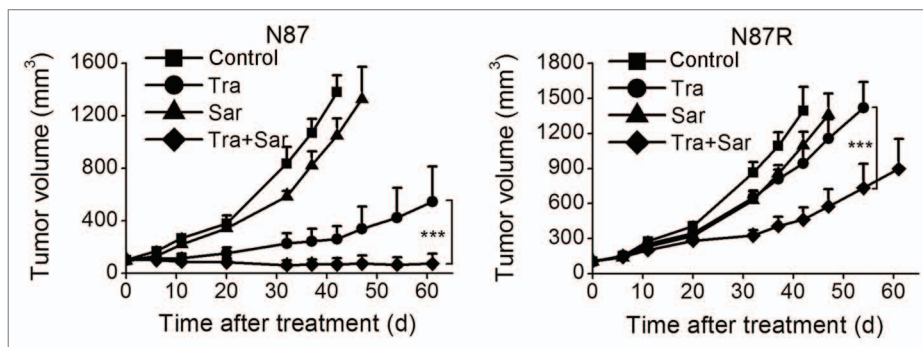 N87
Tumor volume (mm³)
1600
1200
800
400
0
Control
Tra
Sar
Tra+Sar
***
0 10 20 30 40 50 60
Time after treatment (d)
N87R
Tumor volume (mm³)
1800
1500
1200
900
600
300
0
Control
Tra
Sar
Tra+Sar
***
0 10 20 30 40 50 60
Time after treatment (d)